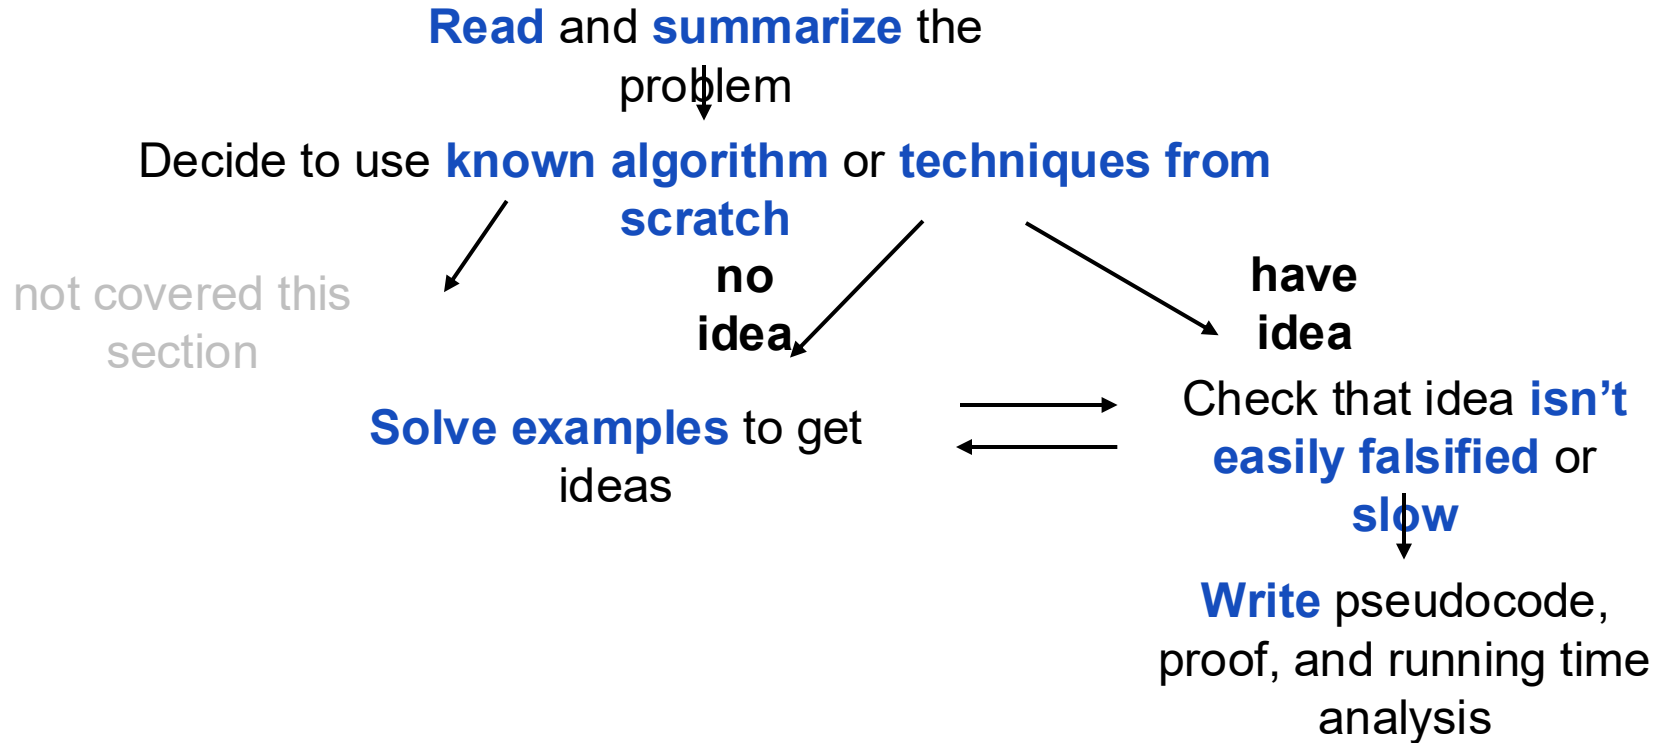 Read and summarize the
problem
Decide to use known algorithm or techniques from
scratch
not covered this
section
no
idea
have
idea
Solve examples to get
ideas
Check that idea isn’t
easily falsified or
slow
Write pseudocode,
proof, and running time
analysis